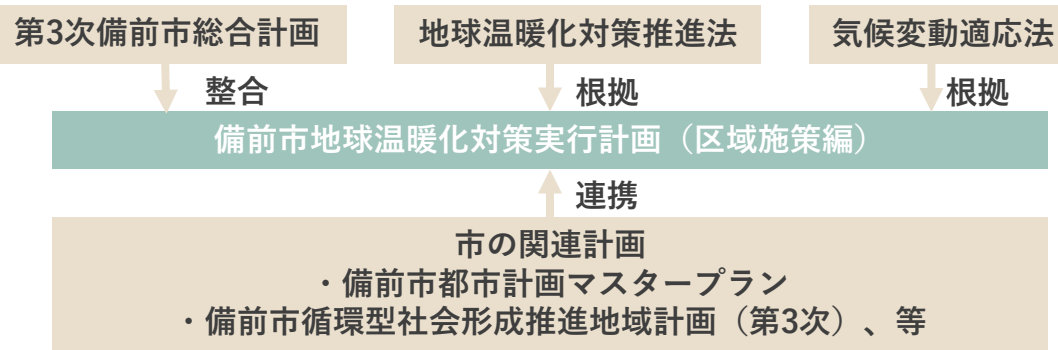 第3次備前市総合計画
地球温暖化対策推進法
気候変動適応法
整合
根拠
根拠
備前市地球温暖化対策実行計画（区域施策編）
連携
市の関連計画
・備前市都市計画マスタープラン
・備前市循環型社会形成推進地域計画（第3次）、等